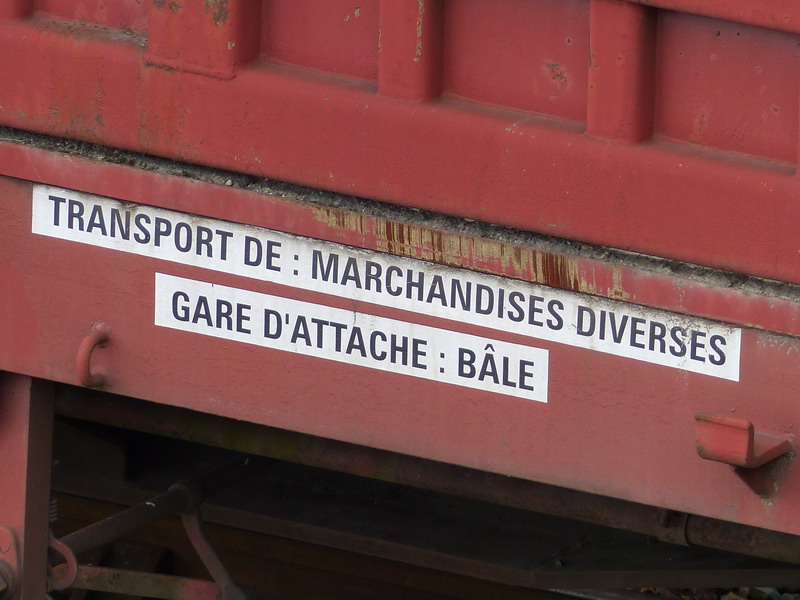 TRANSPORT DE : MARCHANDISES DIVERSES
GARE D'ATTACHE : BÂLE